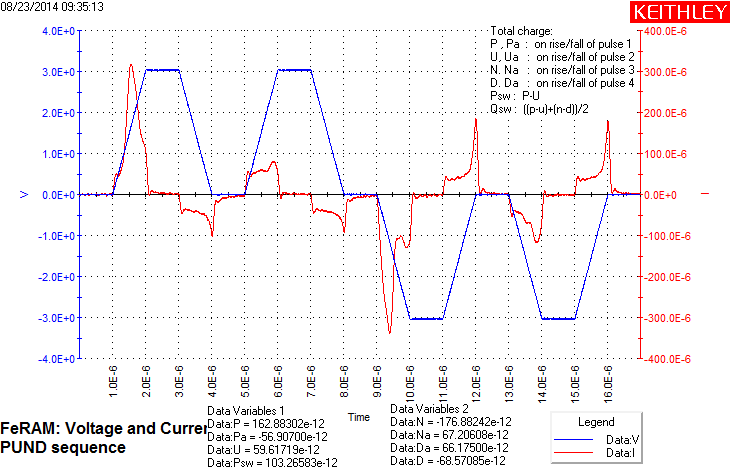 08/23/2014 09:35:13
KEITHLEY
Total charge:
P , Pa : on rise/fall of pulse 1
U, Ua : on rise/fall of pulse 2
N. Na : on rise/fall of pulse 3
D. Da : on rise/fall of pulse 4
Psw : P-U
Qsw : ((p-u)+(n-d))/2
4.0E+0
3.0E+0
2.0E+0
1.0E+0
0.0E+0
-1.0E+0
-2.0E+0
-3.0E+0
-4.0E+0
V
400.0E-6
300.0E-6
200.0E-6
100.0E-6
0.0E+0
-100.0E-6
-200.0E-6
-300.0E-6
-400.0E-6
I
1.0E-6
2.0E-6
3.0E-6
4.0E-6
5.0E-6
6.0E-6
7.0E-6
8.0E-6
9.0E-6
10.0E-6
11.0E-6
12.0E-6
13.0E-6
14.0E-6
15.0E-6
16.0E-6
Time
FeRAM: Voltage and Currer
PUND sequence
Data Variables 1
Data:P = 162.88302e-12
Data:Pa = -56.90700e-12
Data:U = 59.61719e-12
Data:Psw = 103.26583e-12
Data Variables 2
Data:N = -176.88242e-12
Data:Na = 67.20608e-12
Data:Da = 66.17500e-12
Data:D = -68.57085e-12
Legend
Data:V
Data:I